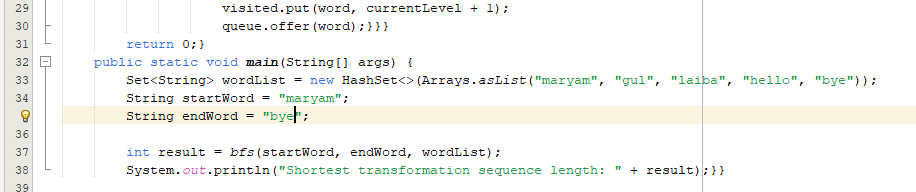 29 visited.put(word, currentLevel + 1);
30 queue.offer(word);}}}
31 return 0;}
32 public static void main(String[] args) {
33 Set<String> wordList = new HashSet<>(Arrays.asList("maryam", "gul", "laiba", "hello", "bye"));
34 String startWord = "maryam";
String endWord = "bye";
36
37 int result = bfs(startWord, endWord, wordList);
38 System.out.println("Shortest transformation sequence length: " + result);}}
39